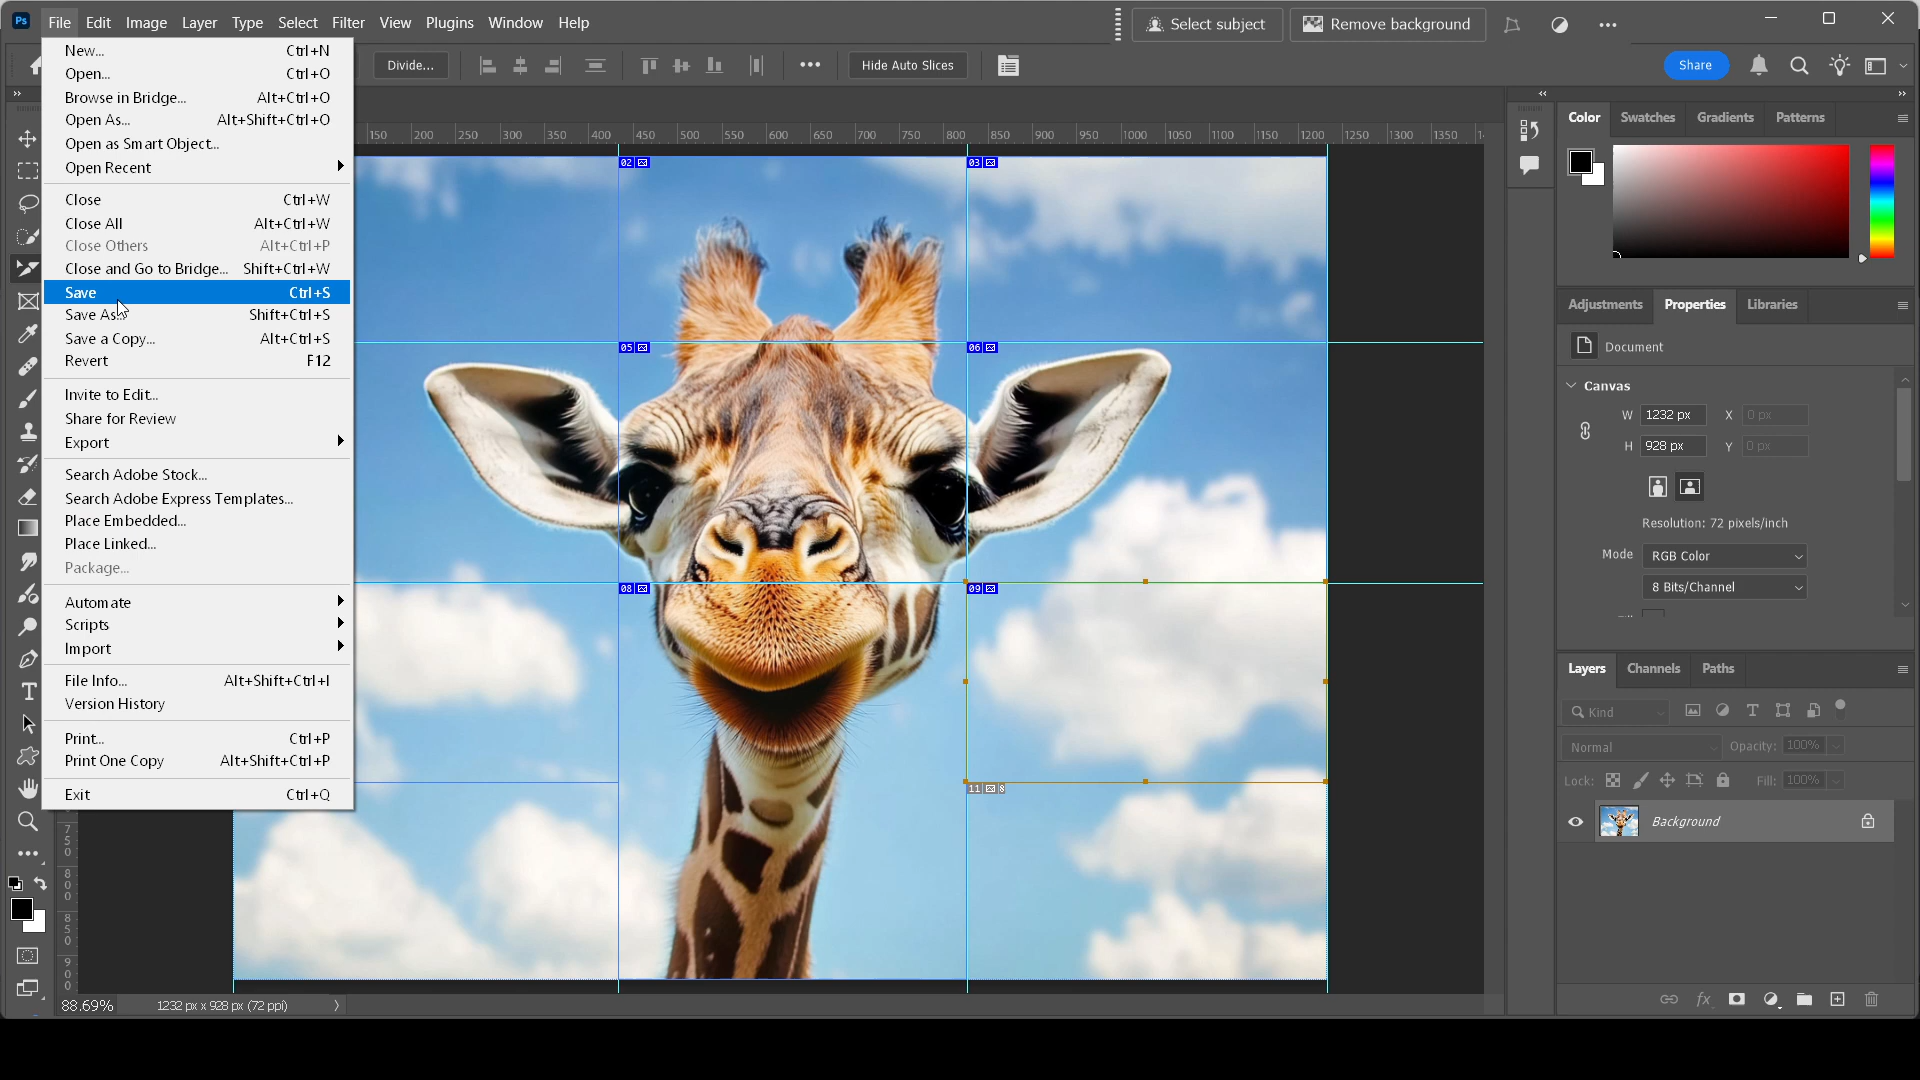 Ps File Edit Image Layer Type Select Filter View Plugins Window Help
Select subject
Remove background
New... Ctrl+N
Open... Ctrl+O
Browse in Bridge... Alt+Ctrl+O
Open As... Alt+Shift+Ctrl+O
Open as Smart Object...
Open Recent
Close Ctrl+W
Close All Alt+Ctrl+W
Close Others Alt+Ctrl+P
Close and Go to Bridge... Shift+Ctrl+W
Save Ctrl+S
Save As... Shift+Ctrl+S
Save a Copy... Alt+Ctrl+S
Revert F12
Invite to Edit...
Share for Review
Export
Search Adobe Stock...
Search Adobe Express Templates...
Place Embedded...
Place Linked...
Package...
Automate
Scripts
Import
File Info... Alt+Shift+Ctrl+I
Version History
Print... Ctrl+P
Print One Copy Alt+Shift+Ctrl+P
Exit Ctrl+Q
Divide...
Hide Auto Slices
Share
150 200 250 300 350 400 450 500 550 600 650 700 750 800 850 900 950 1000 1050 1100 1150 1200 1250 1300 1350
02
03
05
06
08
09
11
750
800
850
900
88.69% 1232 px x 928 px (72 ppi)
Color Swatches Gradients Patterns
Adjustments Properties Libraries
Document
Canvas
W 1232 px X 0 px
H 928 px Y 0 px
Resolution: 72 pixels/inch
Mode RGB Color
8 Bits/Channel
Layers Channels Paths
Kind
Normal Opacity: 100%
Lock: Fill: 100%
Background
fx